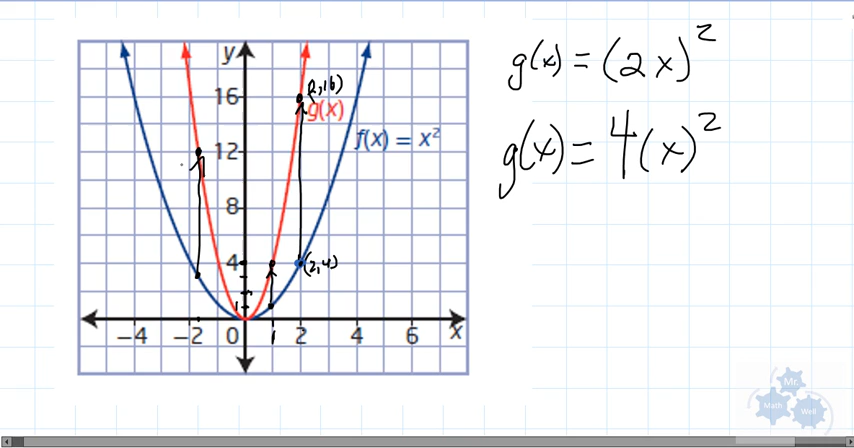 y
16
12
8
4
1
−4 −2 0 1 2 4 6 x
(2,16)
g(x)
f(x) = x²
(2,4)
g(x) = (2x)²
g(x) = 4(x)²
Mr.
Math
Well